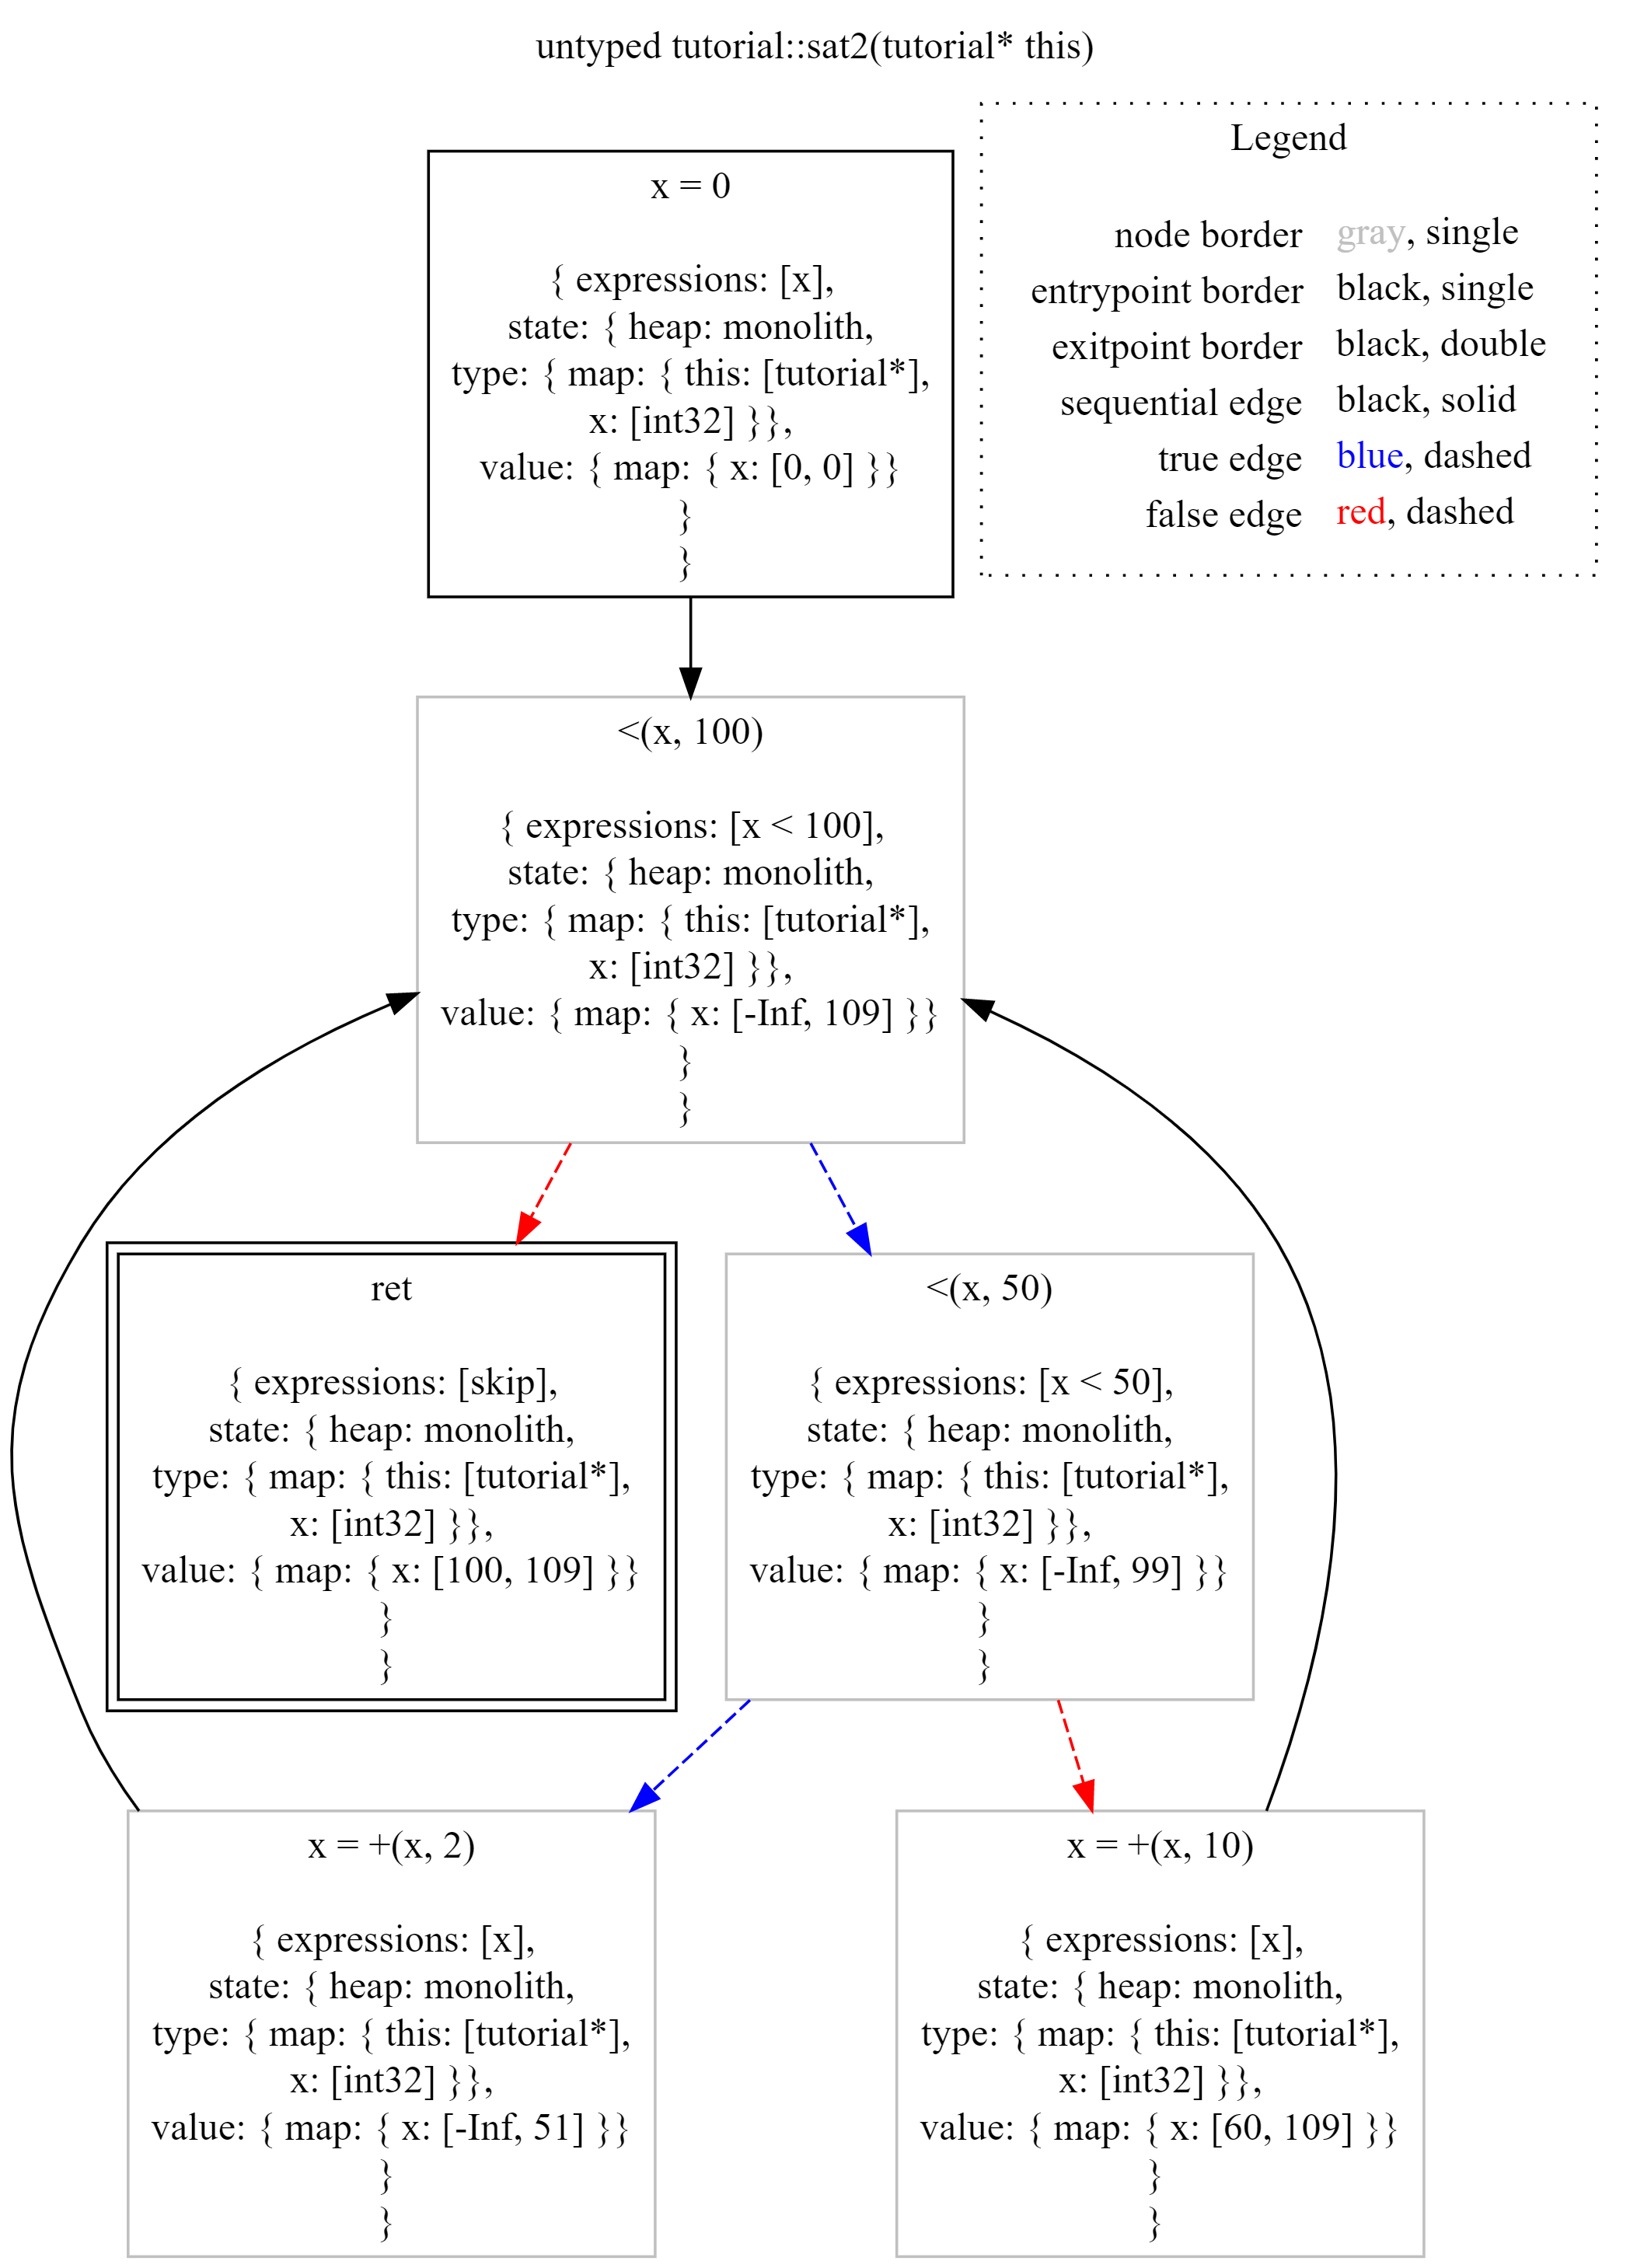 untyped tutorial::sat2(tutorial* this)
Legend
node border gray, single
entrypoint border black, single
exitpoint border black, double
sequential edge black, solid
true edge blue, dashed
false edge red, dashed
x = 0
{ expressions: [x],
state: { heap: monolith,
type: { map: { this: [tutorial*],
x: [int32] }},
value: { map: { x: [0, 0] }}
}
}
<(x, 100)
{ expressions: [x < 100],
state: { heap: monolith,
type: { map: { this: [tutorial*],
x: [int32] }},
value: { map: { x: [-Inf, 109] }}
}
}
ret
{ expressions: [skip],
state: { heap: monolith,
type: { map: { this: [tutorial*],
x: [int32] }},
value: { map: { x: [100, 109] }}
}
}
<(x, 50)
{ expressions: [x < 50],
state: { heap: monolith,
type: { map: { this: [tutorial*],
x: [int32] }},
value: { map: { x: [-Inf, 99] }}
}
}
x = +(x, 2)
{ expressions: [x],
state: { heap: monolith,
type: { map: { this: [tutorial*],
x: [int32] }},
value: { map: { x: [-Inf, 51] }}
}
}
x = +(x, 10)
{ expressions: [x],
state: { heap: monolith,
type: { map: { this: [tutorial*],
x: [int32] }},
value: { map: { x: [60, 109] }}
}
}